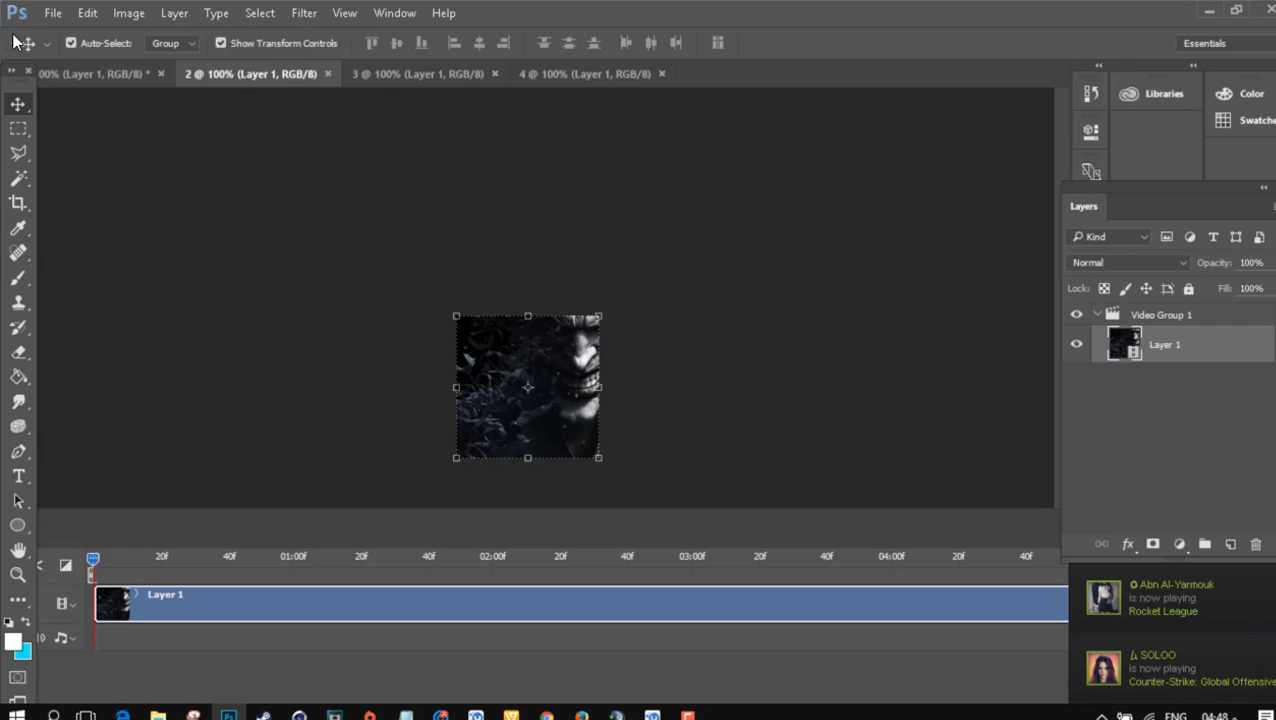 Ps File Edit Image Layer Type Select Filter View Window Help
Auto-Select: Group Show Transform Controls Essentials
00% (Layer 1, RGB/8) * × 2 @ 100% (Layer 1, RGB/8) × 3 @ 100% (Layer 1, RGB/8) × 4 @ 100% (Layer 1, RGB/8) ×
Libraries Color
Swatche
Layers
Kind
Normal Opacity: 100%
Lock: Fill: 100%
Video Group 1
Layer 1
20f 40f 01:00f 20f 40f 02:00f 20f 40f 03:00f 20f 40f 04:00f 20f 40f
Layer 1
Abn Al-Yarmouk
is now playing
Rocket League
SOLOO
is now playing
Counter-Strike: Global Offensive
Ps ENG 04:48